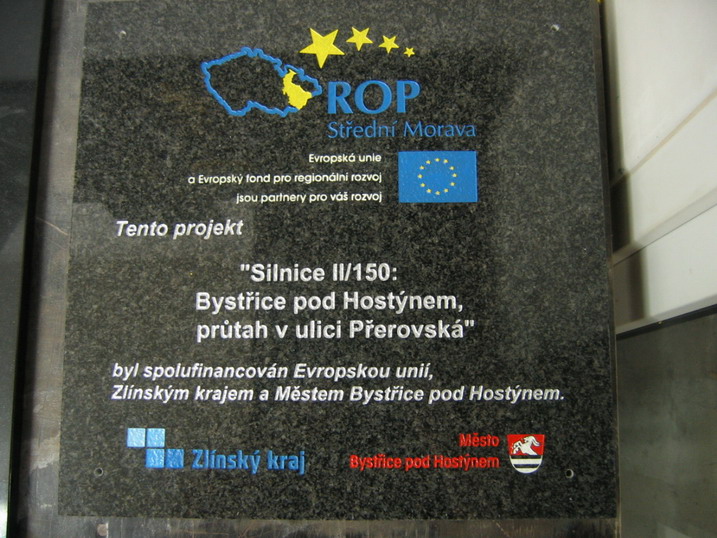 ROP
Střední Morava
Evropská unie
a Evropský fond pro regionální rozvoj
jsou partnery pro váš rozvoj
Tento projekt
"Silnice II/150:
Bystřice pod Hostýnem,
průtah v ulici Přerovská"
byl spolufinancován Evropskou unií,
Zlínským krajem a Městem Bystřice pod Hostýnem.
Zlínský kraj
Město
Bystřice pod Hostýnem